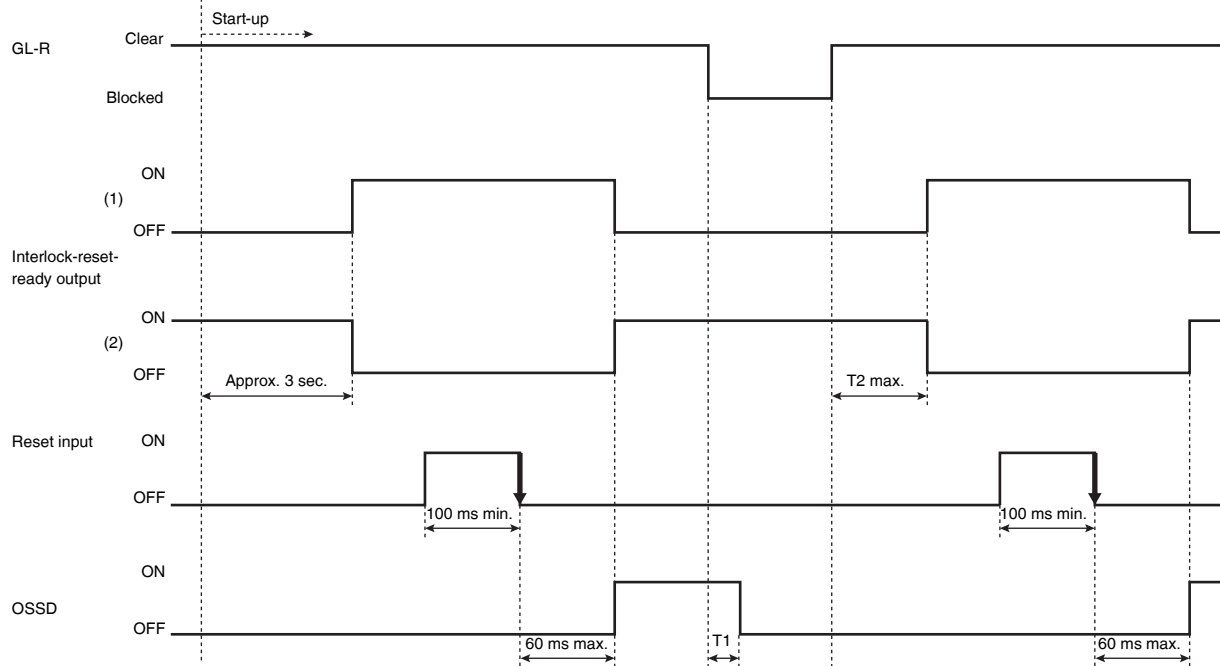 Start-up
GL-R
Clear
Blocked
ON
(1)
OFF
Interlock-reset-
ready output
ON
(2)
OFF
Approx. 3 sec.
T2 max.
Reset input
ON
OFF
100 ms min.
100 ms min.
ON
OSSD
OFF
60 ms max.
T1
60 ms max.